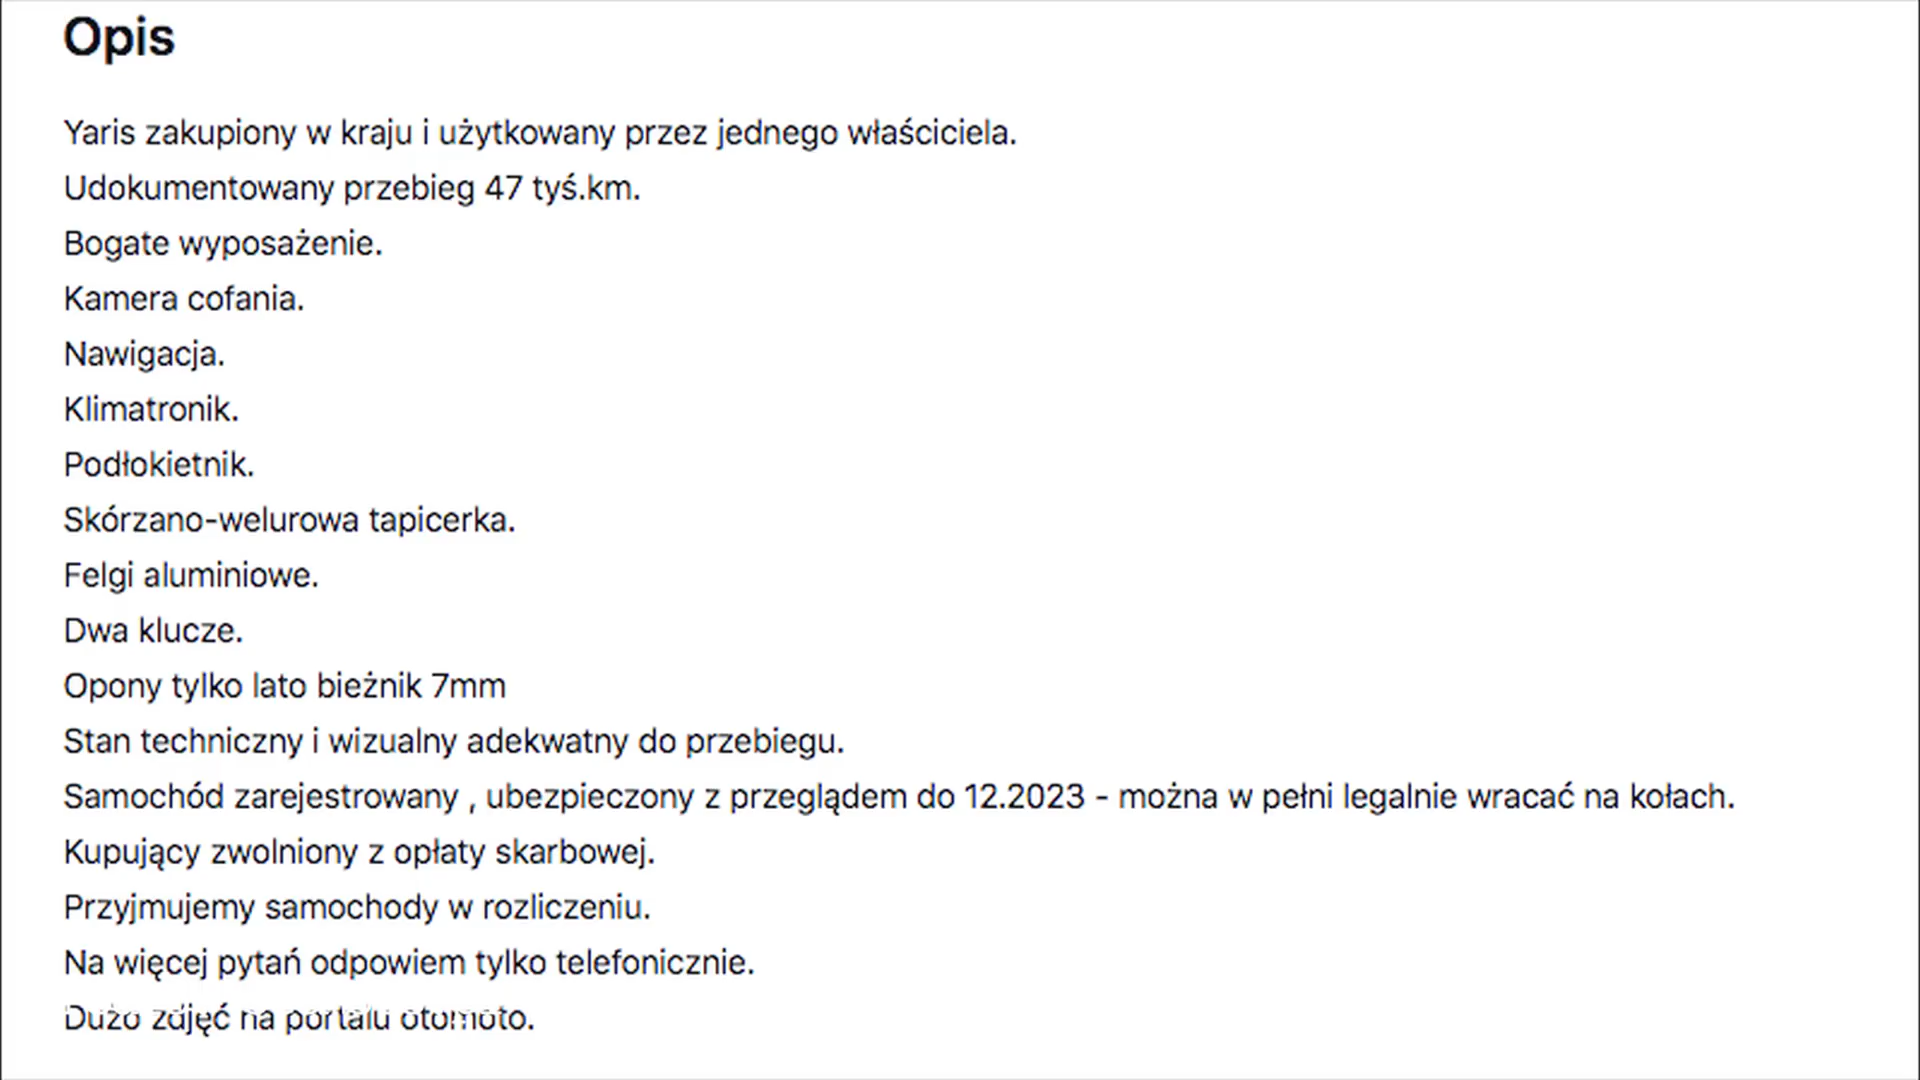 Opis
Yaris zakupiony w kraju i użytkowany przez jednego właściciela.
Udokumentowany przebieg 47 tyś.km.
Bogate wyposażenie.
Kamera cofania.
Nawigacja.
Klimatronik.
Podłokietnik.
Skórzano-welurowa tapicerka.
Felgi aluminiowe.
Dwa klucze.
Opony tylko lato bieżnik 7mm
Stan techniczny i wizualny adekwatny do przebiegu.
Samochód zarejestrowany , ubezpieczony z przeglądem do 12.2023 - można w pełni legalnie wracać na kołach.
Kupujący zwolniony z opłaty skarbowej.
Przyjmujemy samochody w rozliczeniu.
Na więcej pytań odpowiem tylko telefonicznie.
Dużo zdjęć na portalu otomoto.